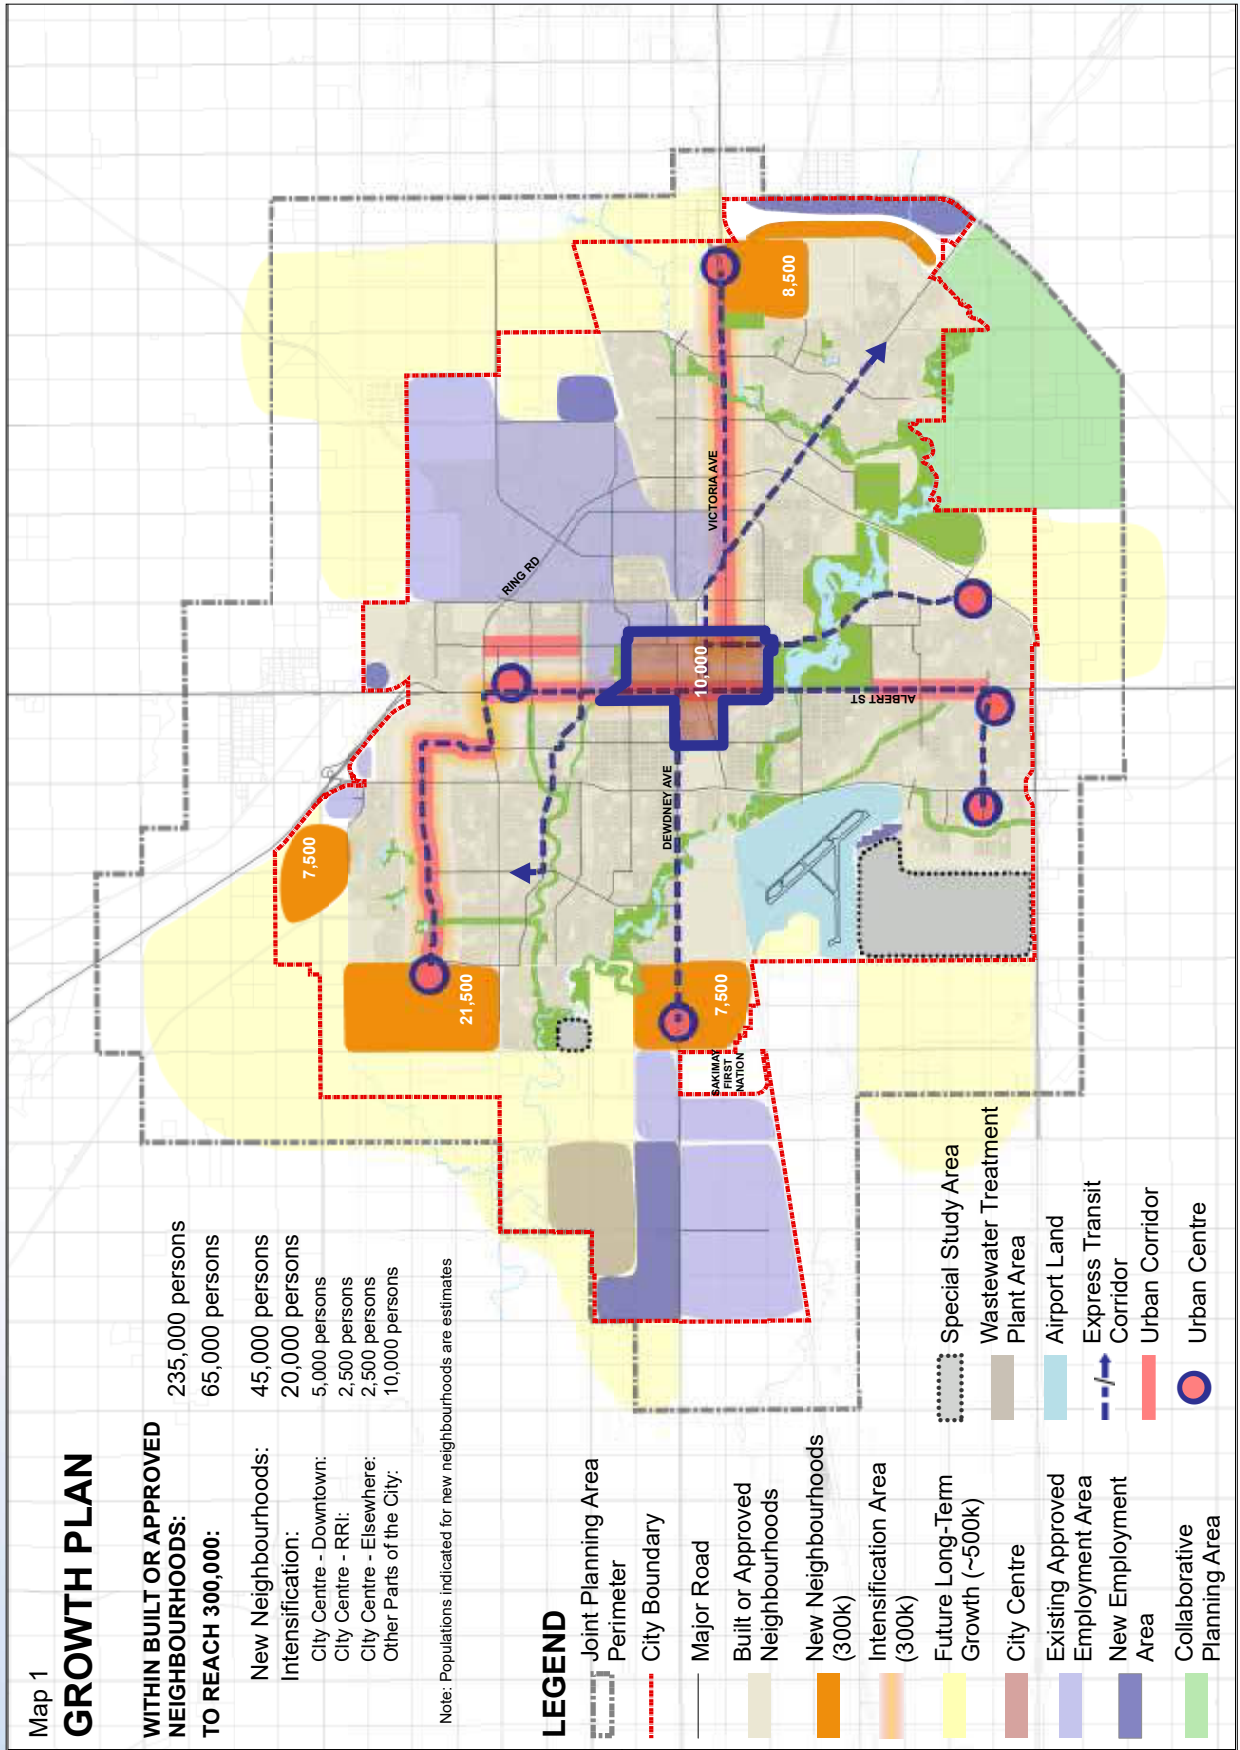 Map 1
GROWTH PLAN
WITHIN BUILT OR APPROVED
NEIGHBOURHOODS: 235,000 persons
TO REACH 300,000: 65,000 persons
New Neighbourhoods: 45,000 persons
Intensification: 20,000 persons
CIty Centre - Downtown: 5,000 persons
CIty Centre - RRI: 2,500 persons
CIty Centre - Elsewhere: 2,500 persons
Other Parts of the City: 10,000 persons
Note: Populations indicated for new neighbourhoods are estimates
LEGEND
Joint Planning Area
Perimeter
City Boundary
Major Road
Built or Approved
Neighbourhoods
New Neighbourhoods
(300k)
Intensification Area
(300k)
Future Long-Term
Growth (~500k)
City Centre
Existing Approved
Employment Area
New Employment
Area
Collaborative
Planning Area
Special Study Area
Wastewater Treatment
Plant Area
Airport Land
Express Transit
Corridor
Urban Corridor
Urban Centre
7,500
21,500
7,500
SAKIMAY
FIRST
NATION
DEWDNEY AVE
10,000
ALBERT ST
RING RD
VICTORIA AVE
8,500